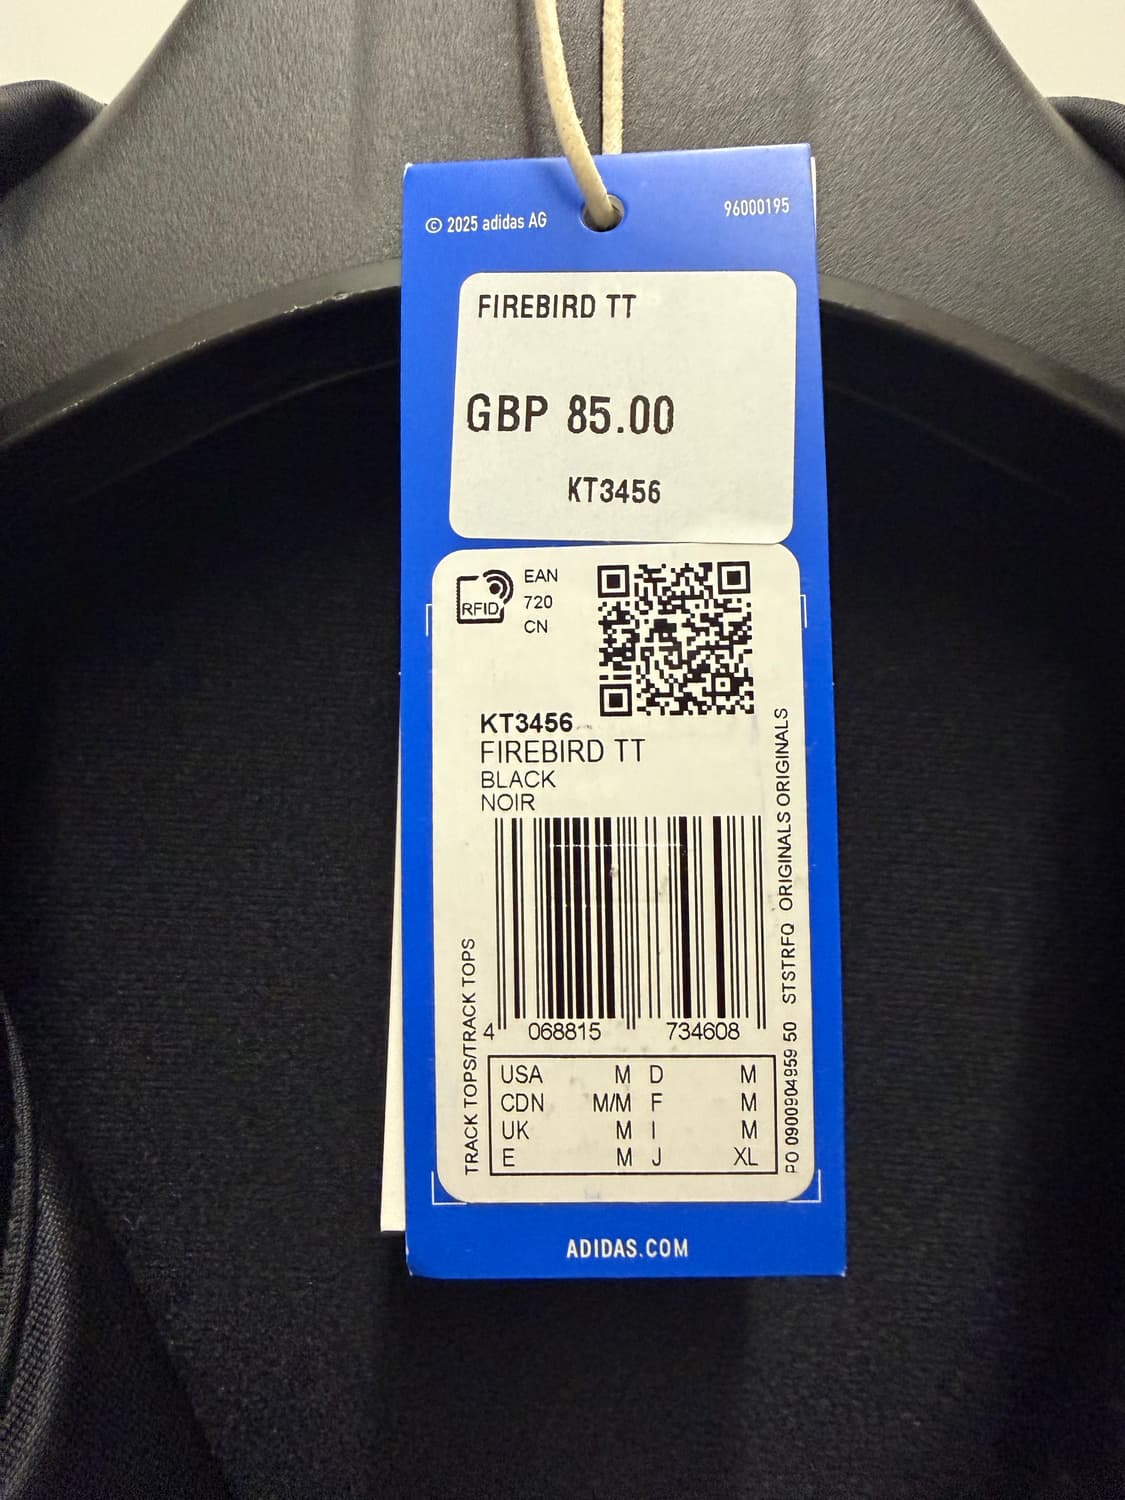 © 2025 adidas AG
96000195
FIREBIRD TT
GBP 85.00
KT3456
RFID
EAN
720
CN
KT3456
FIREBIRD TT
BLACK
NOIR
4 068815 734608
TRACK TOPS/TRACK TOPS
PO 0900904959 50 STSTRFQ ORIGINALS ORIGINALS
USA M D M
CDN M/M F M
UK M I M
E M J XL
ADIDAS.COM